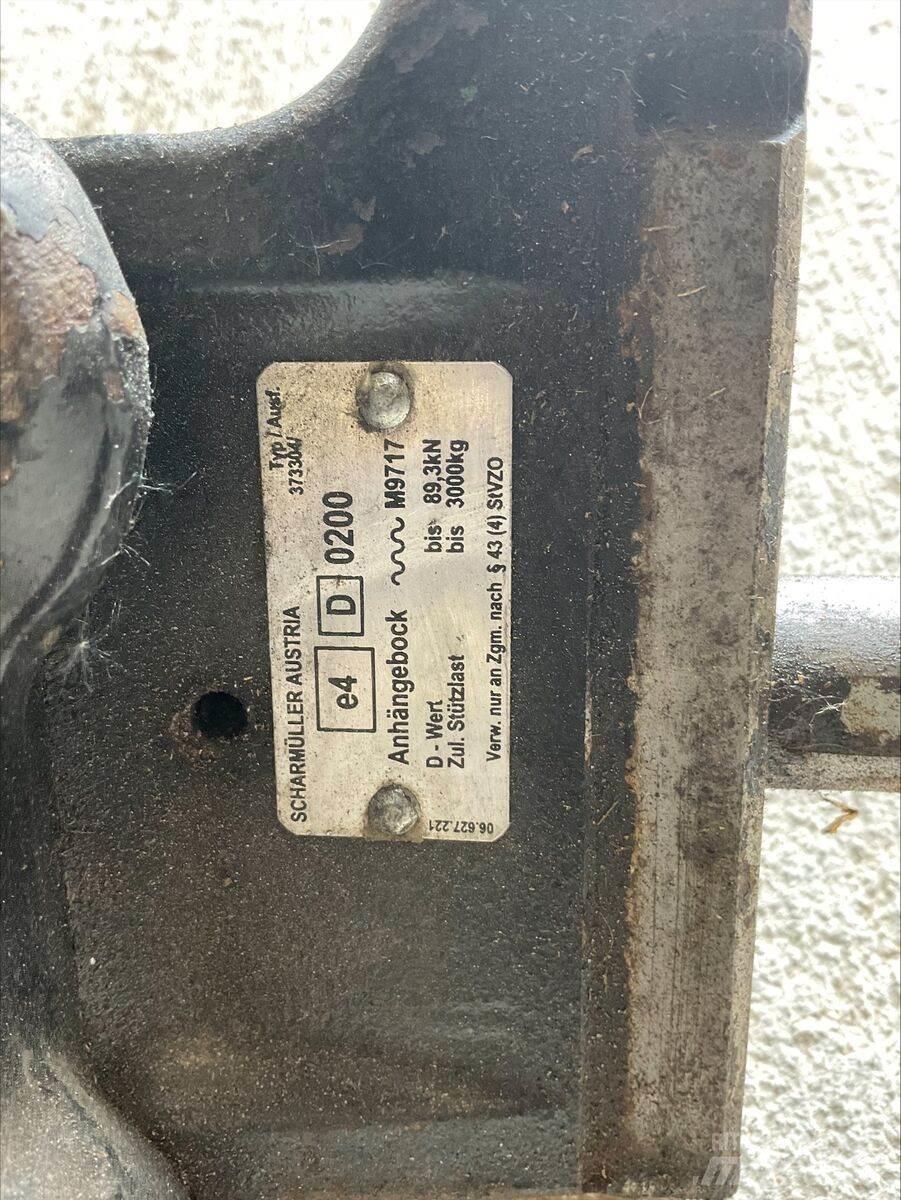 Typ / Ausf.
373304/
SCHARMÜLLER AUSTRIA
e4 D 0200
Anhängebock M9717
D - Wert bis 89,3kN
Zul. Stützlast bis 3000kg
Verw. nur an Zgm. nach § 43 (4) StVZO
06.627.221